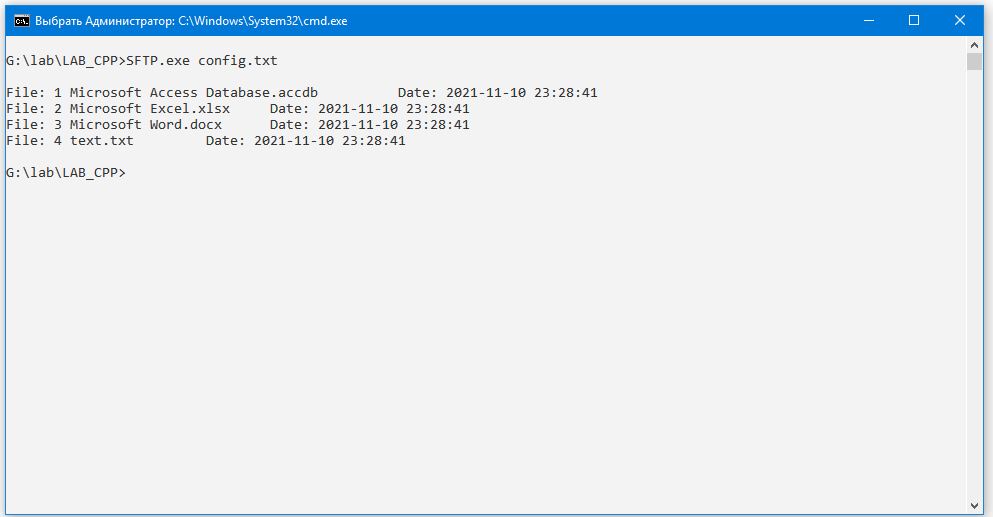 Выбрать Администратор: C:\Windows\System32\cmd.exe
G:\lab\LAB_CPP>SFTP.exe config.txt
File: 1 Microsoft Access Database.accdb          Date: 2021-11-10 23:28:41
File: 2 Microsoft Excel.xlsx     Date: 2021-11-10 23:28:41
File: 3 Microsoft Word.docx      Date: 2021-11-10 23:28:41
File: 4 text.txt         Date: 2021-11-10 23:28:41
G:\lab\LAB_CPP>